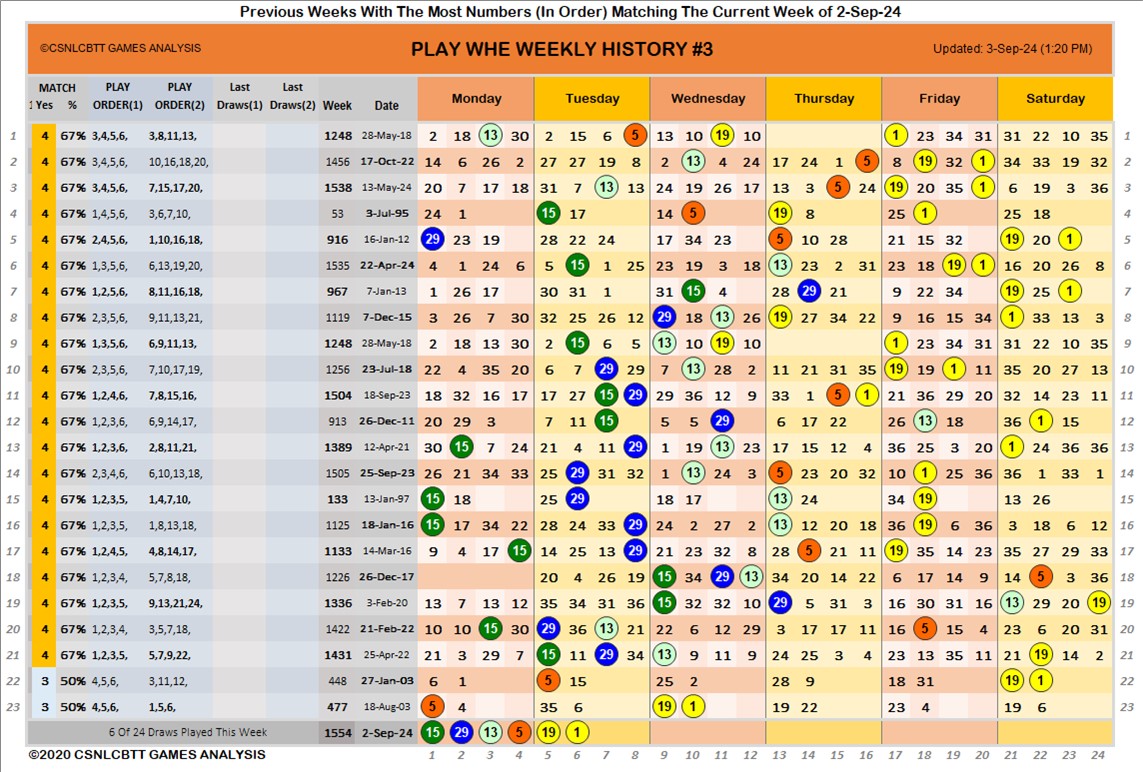 Previous Weeks With The Most Numbers (In Order) Matching The Current Week of 2-Sep-24
©CSNLCBTT GAMES ANALYSIS PLAY WHE WEEKLY HISTORY #3 Updated: 3-Sep-24 (1:20 PM)
MATCH PLAY PLAY Last Last
1 Yes % ORDER(1) ORDER(2) Draws(1) Draws(2) Week Date Monday Tuesday Wednesday Thursday Friday Saturday
1 4 67% 3,4,5,6, 3,8,11,13, 1248 28-May-18 2 18 13 30 2 15 6 5 13 10 19 10 1 23 34 31 31 22 10 35 1
2 4 67% 3,4,5,6, 10,16,18,20, 1456 17-Oct-22 14 6 26 2 27 27 19 8 2 13 4 24 17 24 1 5 8 19 32 1 34 33 19 32 2
3 4 67% 3,4,5,6, 7,15,17,20, 1538 13-May-24 20 7 17 18 31 7 13 13 24 19 26 17 13 3 5 24 19 20 35 1 6 19 3 36 3
4 4 67% 1,4,5,6, 3,6,7,10, 53 3-Jul-95 24 1 15 17 14 5 19 8 25 1 25 18 4
5 4 67% 2,4,5,6, 1,10,16,18, 916 16-Jan-12 29 23 19 28 22 24 17 34 23 5 10 28 21 15 32 19 20 1 5
6 4 67% 1,3,5,6, 6,13,19,20, 1535 22-Apr-24 4 1 24 6 5 15 1 25 23 19 3 18 13 23 2 31 23 18 19 1 16 20 26 8 6
7 4 67% 1,2,5,6, 8,11,16,18, 967 7-Jan-13 1 26 17 30 31 1 31 15 4 28 29 21 9 22 34 19 25 1 7
8 4 67% 2,3,5,6, 9,11,13,21, 1119 7-Dec-15 3 26 7 30 32 25 26 12 29 18 13 26 19 27 34 22 9 16 15 34 1 33 13 3 8
9 4 67% 1,3,5,6, 6,9,11,13, 1248 28-May-18 2 18 13 30 2 15 6 5 13 10 19 10 1 23 34 31 31 22 10 35 9
10 4 67% 2,3,5,6, 7,10,17,19, 1256 23-Jul-18 22 4 35 20 6 7 29 29 7 13 28 2 11 21 31 35 19 19 1 11 35 20 27 13 10
11 4 67% 1,2,4,6, 7,8,15,16, 1504 18-Sep-23 18 32 16 17 17 27 15 29 29 36 12 9 33 1 5 1 21 36 29 20 32 14 23 11 11
12 4 67% 1,2,3,6, 6,9,14,17, 913 26-Dec-11 20 29 3 7 11 15 5 5 29 6 17 22 26 13 18 36 1 15 12
13 4 67% 1,2,3,6, 2,8,11,21, 1389 12-Apr-21 30 15 7 24 21 4 11 29 1 19 13 23 17 15 12 4 36 25 3 20 1 24 36 36 13
14 4 67% 2,3,4,6, 6,10,13,18, 1505 25-Sep-23 26 21 34 33 25 29 31 32 1 13 24 3 5 23 20 32 10 1 25 36 36 1 33 1 14
15 4 67% 1,2,3,5, 1,4,7,10, 133 13-Jan-97 15 18 25 29 18 17 13 24 34 19 13 26 15
16 4 67% 1,2,3,5, 1,8,13,18, 1125 18-Jan-16 15 17 34 22 28 24 33 29 24 2 27 2 13 12 20 18 36 19 6 36 3 18 6 12 16
17 4 67% 1,2,4,5, 4,8,14,17, 1133 14-Mar-16 9 4 17 15 14 25 13 29 21 23 32 8 28 5 21 11 19 35 14 23 35 27 29 33 17
18 4 67% 1,2,3,4, 5,7,8,18, 1226 26-Dec-17 20 4 26 19 15 34 29 13 34 20 14 22 6 17 14 9 14 5 3 36 18
19 4 67% 1,2,3,5, 9,13,21,24, 1336 3-Feb-20 13 7 13 12 35 34 31 36 15 32 32 10 29 5 31 3 16 30 31 16 13 29 20 19 19
20 4 67% 1,2,3,4, 3,5,7,18, 1422 21-Feb-22 10 10 15 30 29 36 13 21 22 6 12 29 3 17 17 11 16 5 15 4 23 6 20 31 20
21 4 67% 1,2,3,5, 5,7,9,22, 1431 25-Apr-22 21 3 29 7 15 11 29 34 13 9 11 9 24 25 3 4 23 13 35 11 21 19 14 2 21
22 3 50% 4,5,6, 3,11,12, 448 27-Jan-03 6 1 5 15 25 2 28 9 18 31 19 1 22
23 3 50% 4,5,6, 1,5,6, 477 18-Aug-03 5 4 35 6 19 1 19 22 23 4 19 6 23
6 Of 24 Draws Played This Week 1554 2-Sep-24 15 29 13 5 19 1
©2020 CSNLCBTT GAMES ANALYSIS 1 2 3 4 5 6 7 8 9 10 11 12 13 14 15 16 17 18 19 20 21 22 23 24